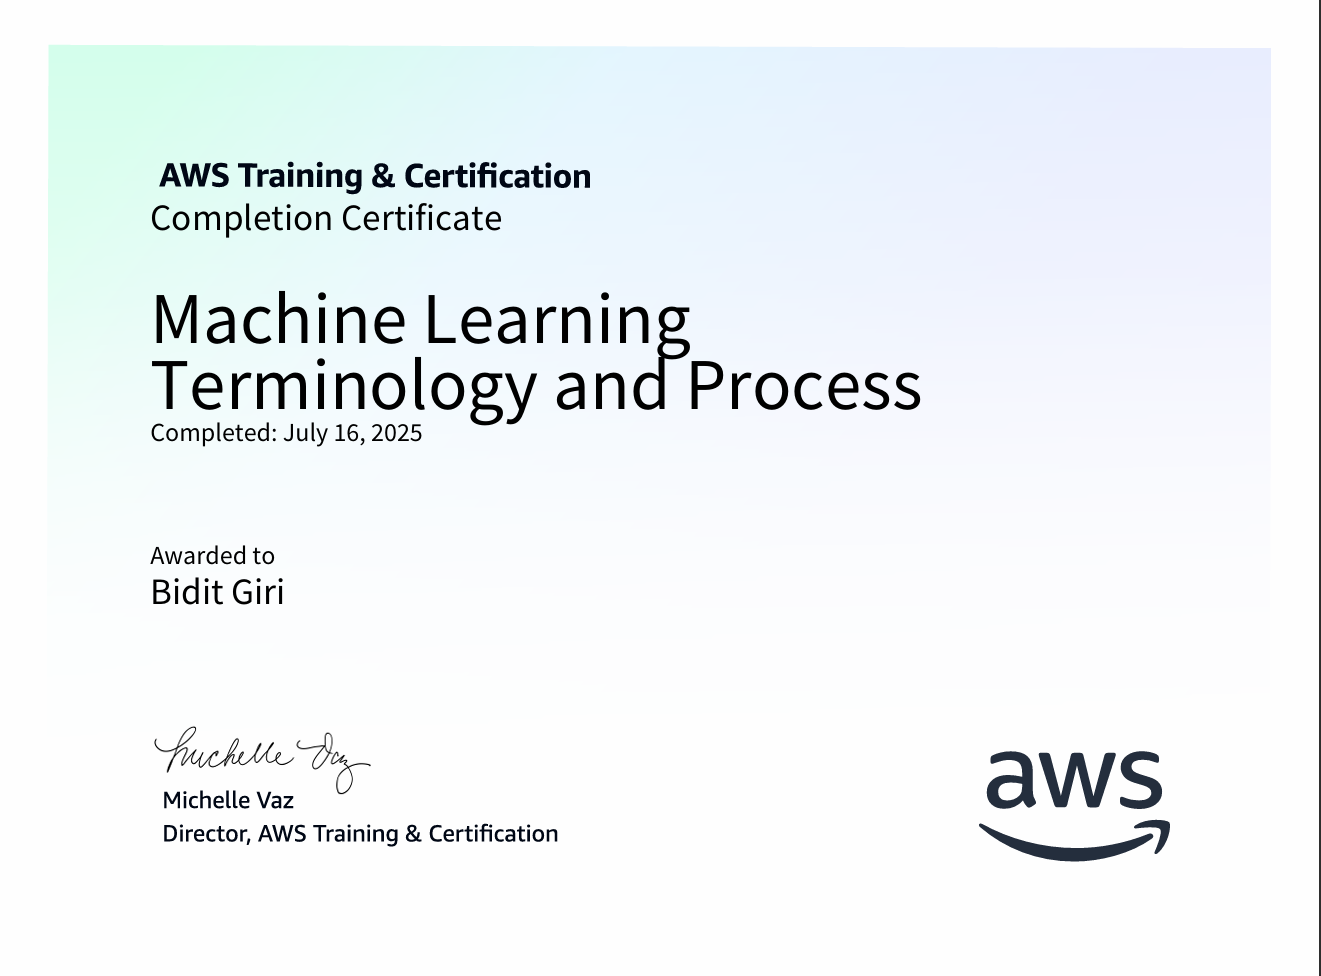 AWS Training & Certification
Completion Certificate
Machine Learning
Terminology and Process
Completed: July 16, 2025
Awarded to
Bidit Giri
Michelle Vaz
Michelle Vaz
Director, AWS Training & Certification
aws